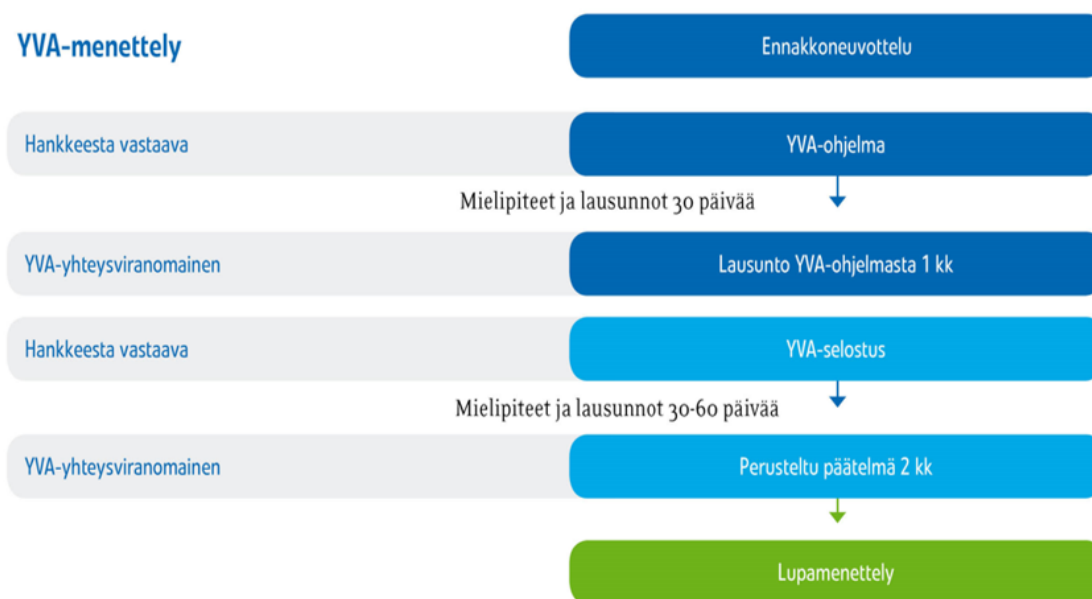 YVA-menettely
Ennakkoneuvottelu
Hankkeesta vastaava
YVA-ohjelma
Mielipiteet ja lausunnot 30 päivää
YVA-yhteysviranomainen
Lausunto YVA-ohjelmasta 1 kk
Hankkeesta vastaava
YVA-selostus
Mielipiteet ja lausunnot 30-60 päivää
YVA-yhteysviranomainen
Perusteltu päätelmä 2 kk
Lupamenettely